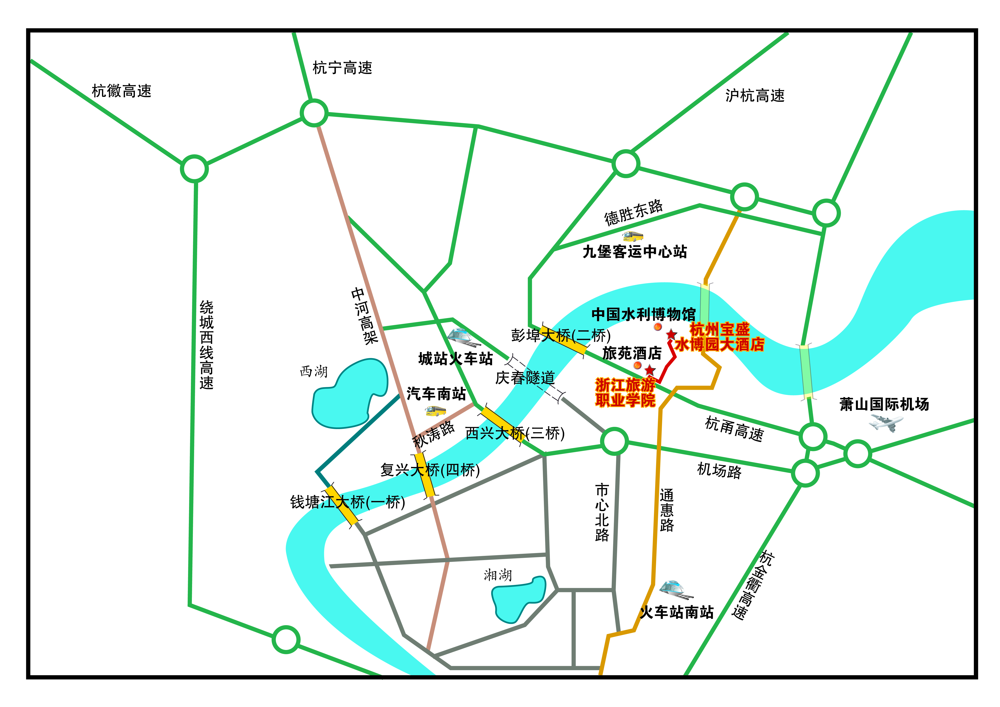 杭宁高速
杭徽高速
沪杭高速
德胜东路
九堡客运中心站
中河高架
绕城西线高速
中国水利博物馆
杭州宝盛
水博园大酒店
彭埠大桥(二桥)
旅苑酒店
城站火车站
西湖
庆春隧道
浙江旅游
职业学院
汽车南站
萧山国际机场
秋涛路
西兴大桥(三桥)
杭甬高速
复兴大桥(四桥)
机场路
钱塘江大桥(一桥)
市心北路
通惠路
湘湖
杭金衢高速
火车站南站